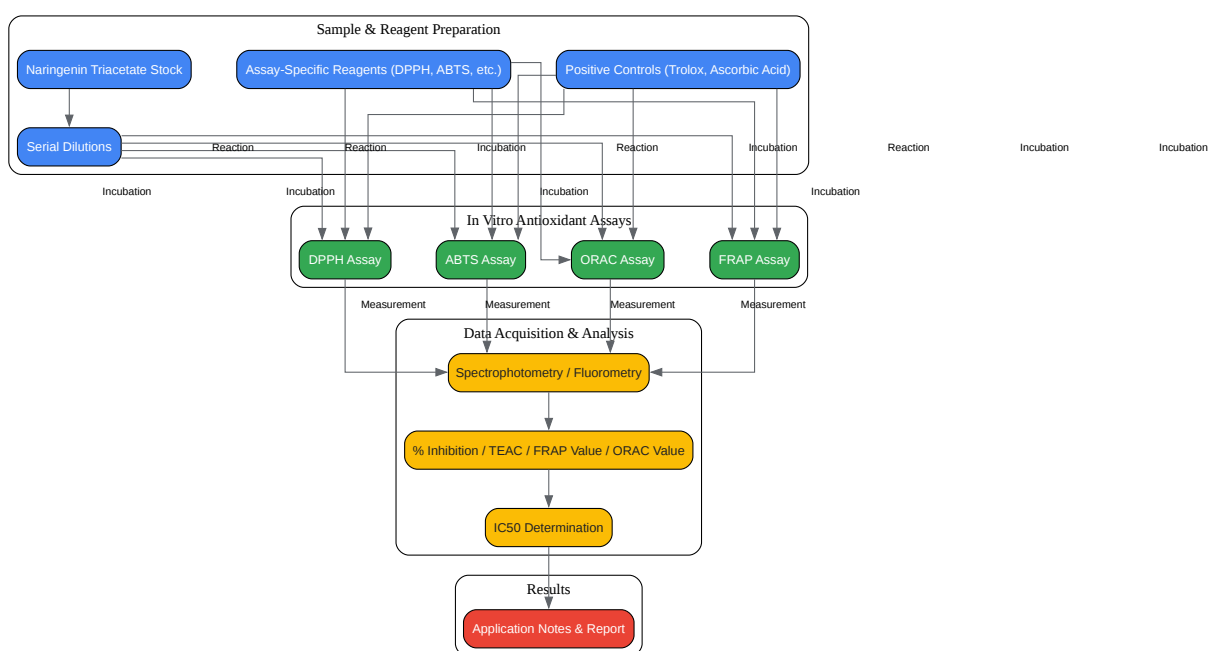 Sample & Reagent Preparation
Naringenin Triacetate Stock
Assay-Specific Reagents (DPPH, ABTS, etc.)
Positive Controls (Trolox, Ascorbic Acid)
Serial Dilutions
Reaction
Reaction
Incubation
Reaction
Incubation
Reaction
Incubation
Incubation
Incubation
Incubation
Incubation
Incubation
In Vitro Antioxidant Assays
DPPH Assay
ABTS Assay
ORAC Assay
FRAP Assay
Measurement
Measurement
Measurement
Measurement
Data Acquisition & Analysis
Spectrophotometry / Fluorometry
% Inhibition / TEAC / FRAP Value / ORAC Value
IC50 Determination
Results
Application Notes & Report